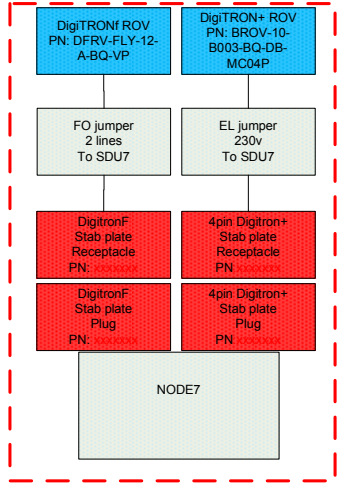 DigiTRONf ROV
PN: DFRV-FLY-12-
A-BQ-VP
DigiTRON+ ROV
PN: BROV-10-
B003-BQ-DB-
MC04P
FO jumper
2 lines
To SDU7
EL jumper
230v
To SDU7
DigitronF
Stab plate
Receptacle
PN: xxxxxxx
4pin Digitron+
Stab plate
Receptacle
PN:xxxxxxx
DigitronF
Stab plate
Plug
PN: xxxxxxx
4pin Digitron+
Stab plate
Plug
PN:xxxxxxx
NODE7